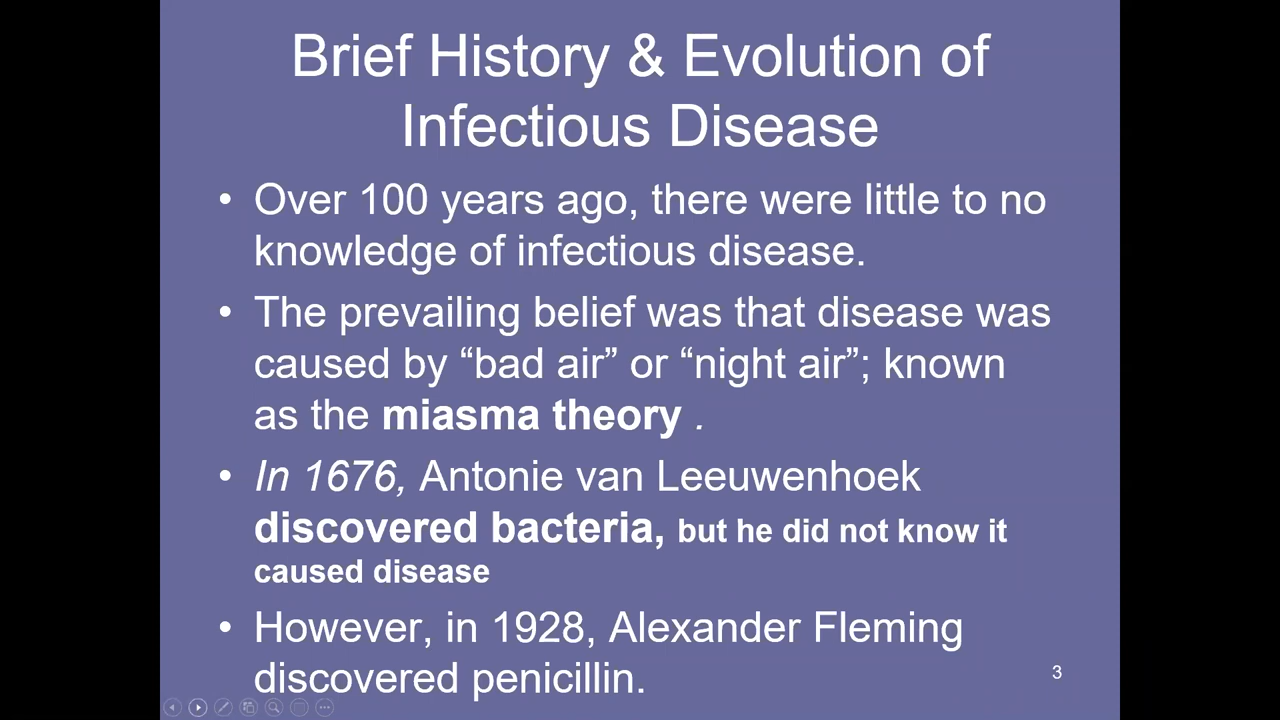 Brief History & Evolution of
Infectious Disease
• Over 100 years ago, there were little to no
knowledge of infectious disease.
• The prevailing belief was that disease was
caused by “bad air” or “night air”; known
as the miasma theory .
• In 1676, Antonie van Leeuwenhoek
discovered bacteria, but he did not know it
caused disease
• However, in 1928, Alexander Fleming
discovered penicillin.
3